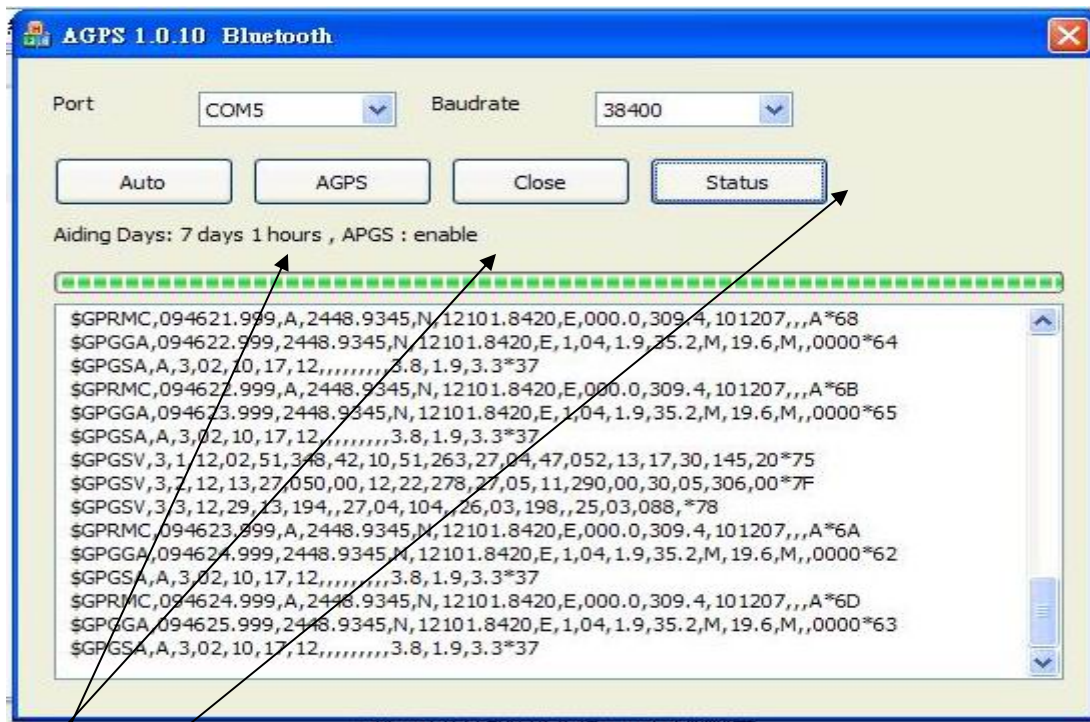 AGPS 1.0.10 Bluetooth
Port COM5 Baudrate 38400
Auto AGPS Close Status
Aiding Days: 7 days 1 hours , APGS : enable
$GPRMC,094621.999,A,2448.9345,N,12101.8420,E,000.0,309.4,101207,,,A*68
$GPGGA,094622.999,2448.9345,N,12101.8420,E,1,04,1.9,35.2,M,19.6,M,,0000*64
$GPGSA,A,3,02,10,17,12,,,,,,,,,3.8,1.9,3.3*37
$GPRMC,094622.999,A,2448.9345,N,12101.8420,E,000.0,309.4,101207,,,A*6B
$GPGGA,094623.999,2448.9345,N,12101.8420,E,1,04,1.9,35.2,M,19.6,M,,0000*65
$GPGSA,A,3,02,10,17,12,,,,,,,,,3.8,1.9,3.3*37
$GPGSV,3,1,12,02,51,348,42,10,51,263,27,04,47,052,13,17,30,145,20*75
$GPGSV,3,2,12,13,27,050,00,12,22,278,27,05,11,290,00,30,05,306,00*7F
$GPGSV,3,3,12,29,13,194,,27,04,104,,26,03,198,,25,03,088,*78
$GPRMC,094623.999,A,2448.9345,N,12101.8420,E,000.0,309.4,101207,,,A*6A
$GPGGA,094624.999,2448.9345,N,12101.8420,E,1,04,1.9,35.2,M,19.6,M,,0000*62
$GPGSA,A,3,02,10,17,12,,,,,,,,,3.8,1.9,3.3*37
$GPRMC,094624.999,A,2448.9345,N,12101.8420,E,000.0,309.4,101207,,,A*6D
$GPGGA,094625.999,2448.9345,N,12101.8420,E,1,04,1.9,35.2,M,19.6,M,,0000*63
$GPGSA,A,3,02,10,17,12,,,,,,,,,3.8,1.9,3.3*37